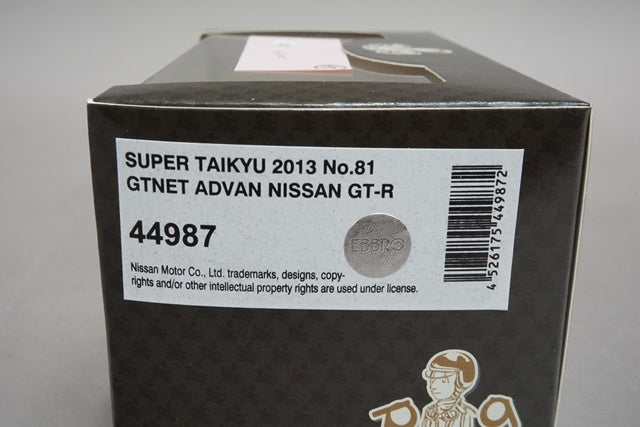 SUPER TAIKYU 2013 No.81
GTNET ADVAN NISSAN GT-R
44987
EBBRO
Nissan Motor Co., Ltd. trademarks, designs, copy-
rights and/or other intellectual property rights are used under license.
4 526175 449872